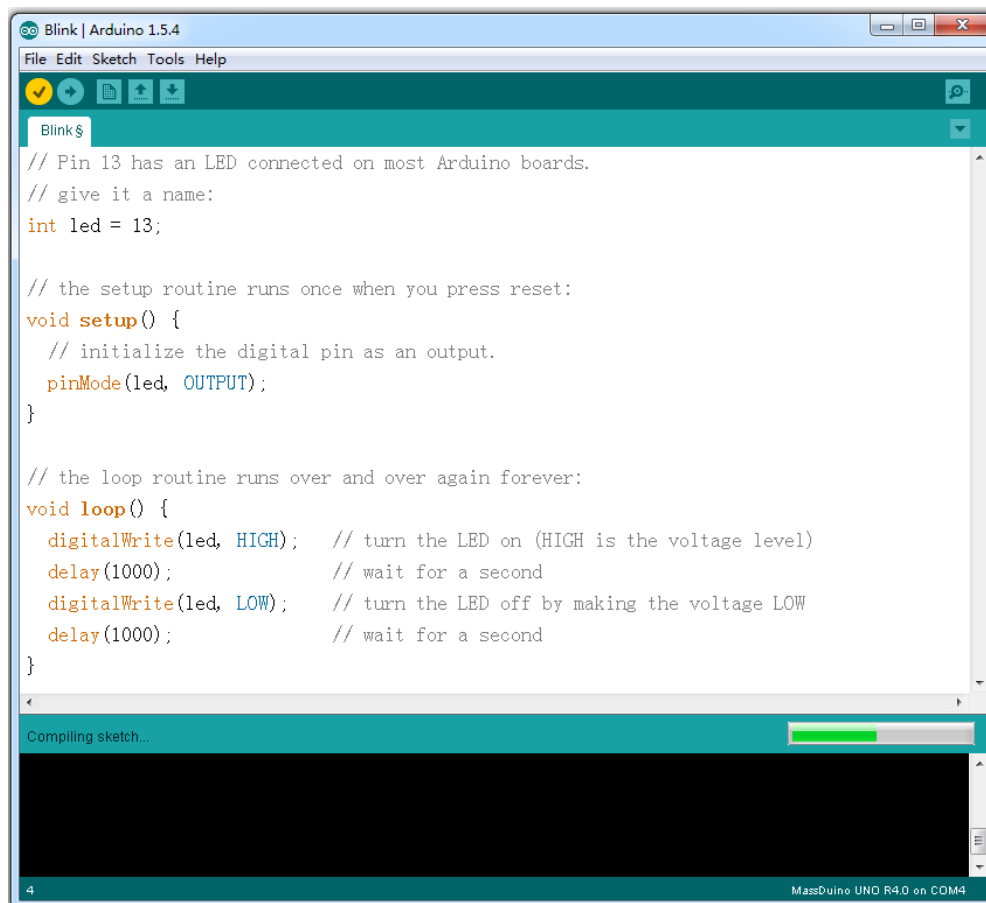 Blink | Arduino 1.5.4
File Edit Sketch Tools Help
Blink §
// Pin 13 has an LED connected on most Arduino boards.
// give it a name:
int led = 13;
// the setup routine runs once when you press reset:
void setup() {
  // initialize the digital pin as an output.
  pinMode(led, OUTPUT);
}
// the loop routine runs over and over again forever:
void loop() {
  digitalWrite(led, HIGH);   // turn the LED on (HIGH is the voltage level)
  delay(1000);               // wait for a second
  digitalWrite(led, LOW);    // turn the LED off by making the voltage LOW
  delay(1000);               // wait for a second
}
Compiling sketch...
4 MassDuino UNO R4.0 on COM4